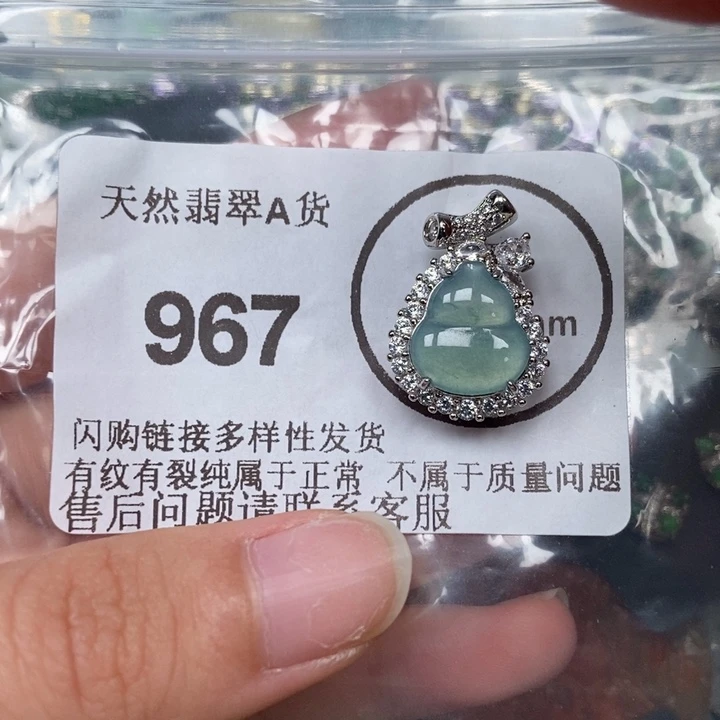 天然翡翠A货
967
m
闪购链接多样性发货
有纹有裂纯属于正常 不属于质量问题
售后问题请联系客服